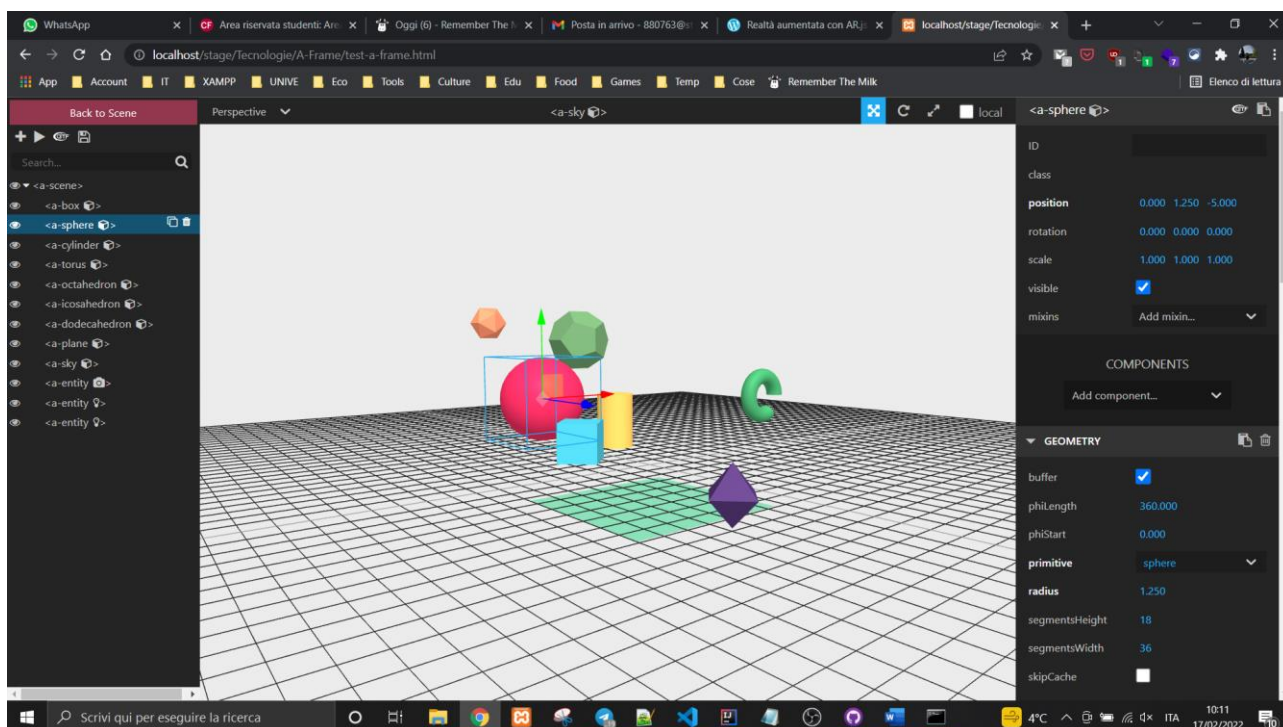 WhatsApp
Area riservata studenti: Are
Oggi (6) - Remember The M
Posta in arrivo - 880763@s
Realtà aumentata con AR.js
localhost/stage/Tecnologie
localhost/stage/Tecnologie/A-Frame/test-a-frame.html
App Account IT XAMPP UNIVE Eco Tools Culture Edu Food Games Temp Cose Remember The Milk Elenco di lettura
Back to Scene
Perspective
<a-sky>
local
Search...
<a-scene>
<a-box>
<a-sphere>
<a-cylinder>
<a-torus>
<a-octahedron>
<a-icosahedron>
<a-dodecahedron>
<a-plane>
<a-sky>
<a-entity>
<a-entity>
<a-entity>
<a-sphere>
ID
class
position 0.000 1.250 -5.000
rotation 0.000 0.000 0.000
scale 1.000 1.000 1.000
visible
mixins Add mixin...
COMPONENTS
Add component...
GEOMETRY
buffer
phiLength 360.000
phiStart 0.000
primitive sphere
radius 1.250
segmentsHeight 18
segmentsWidth 36
skipCache
Scrivi qui per eseguire la ricerca
4°C
ITA
10:11
17/02/2022